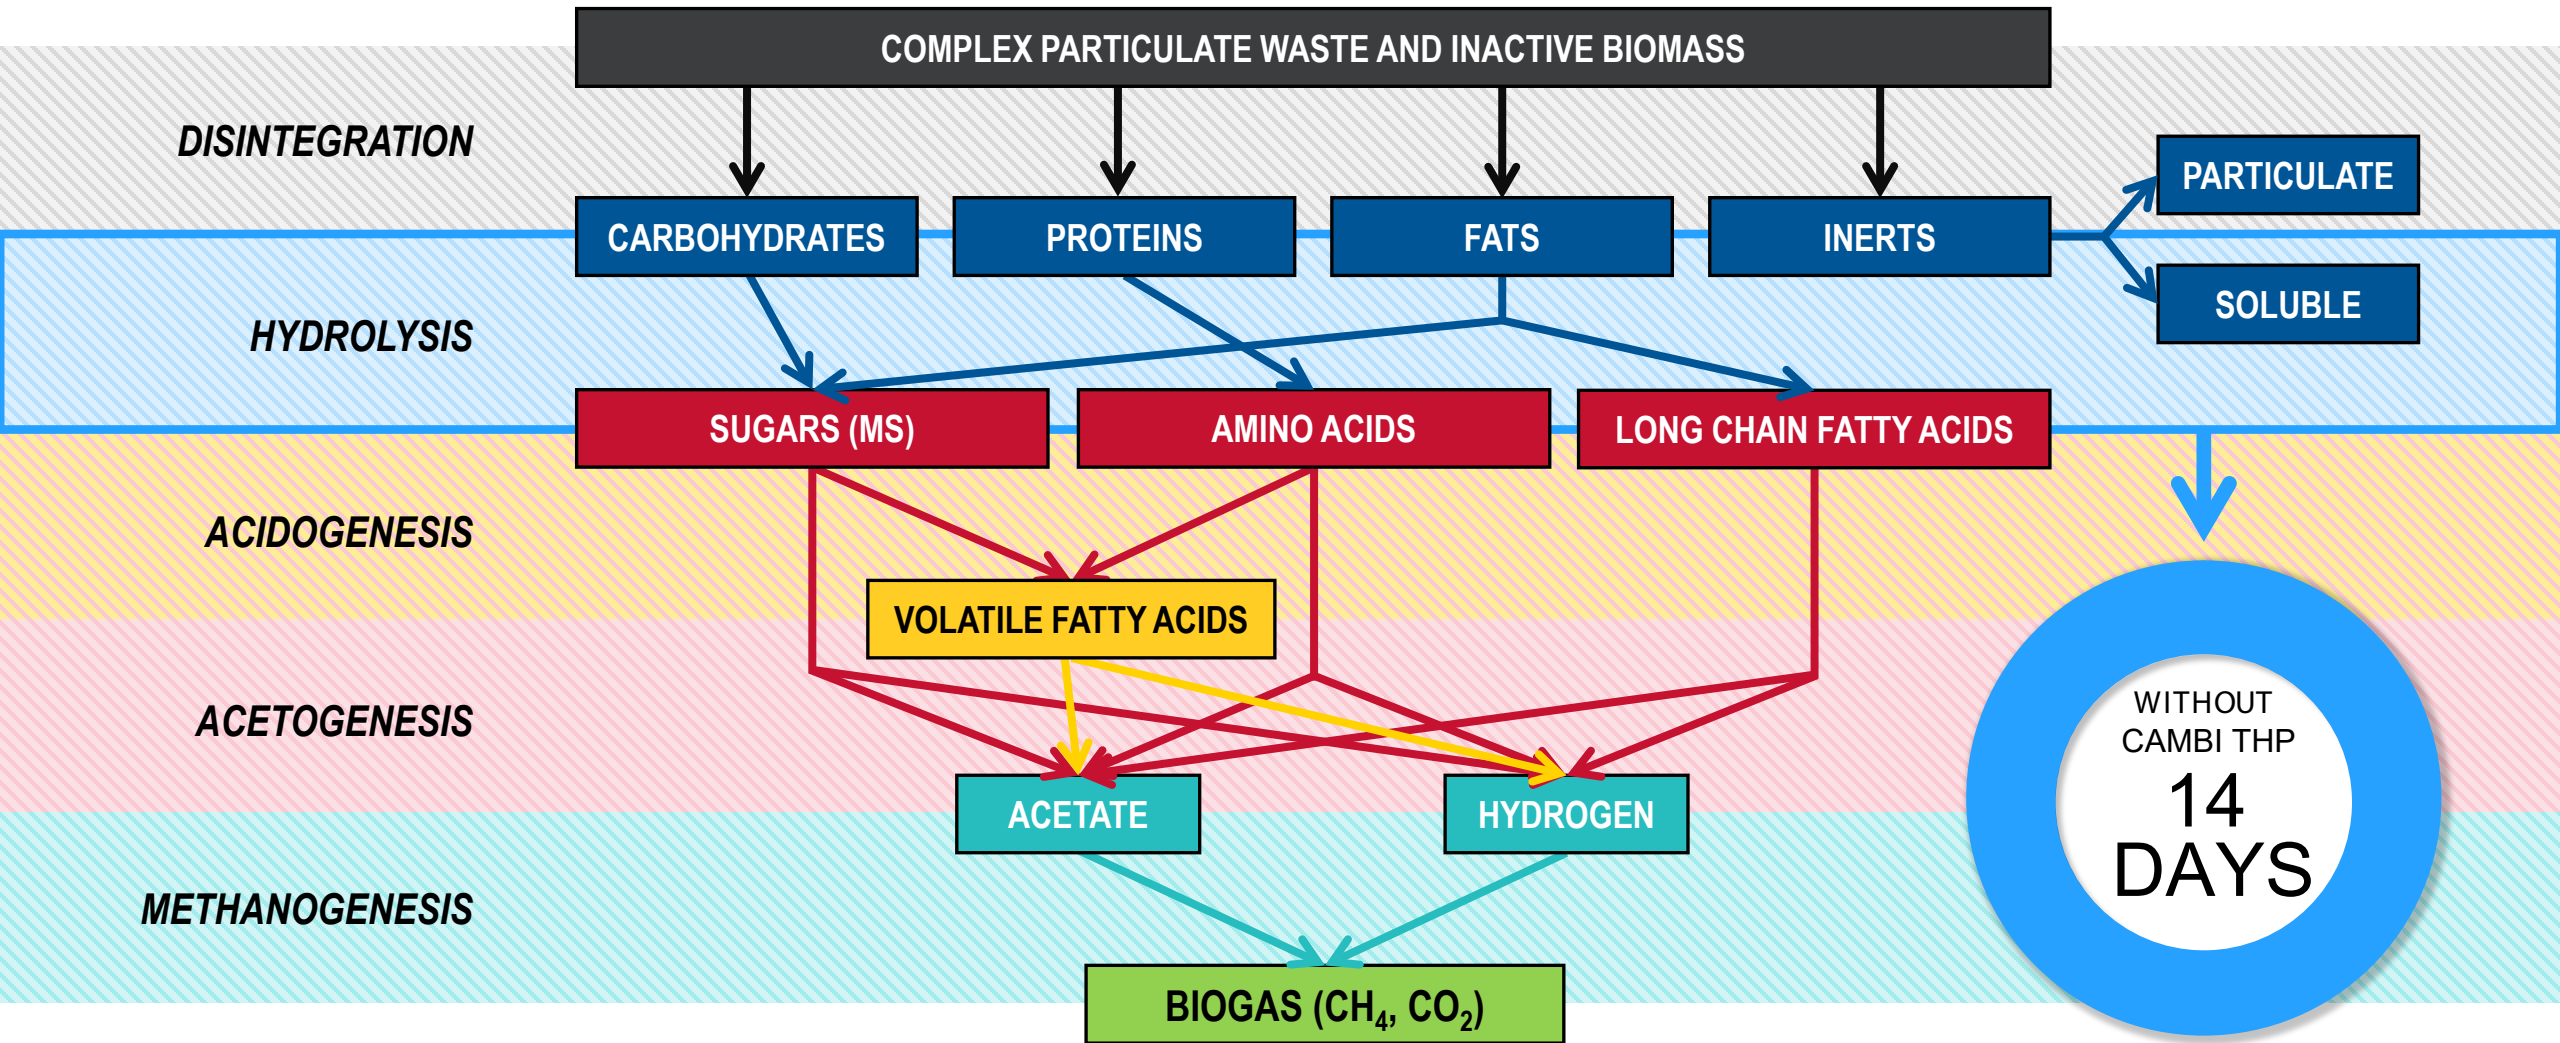 COMPLEX PARTICULATE WASTE AND INACTIVE BIOMASS
DISINTEGRATION
PARTICULATE
CARBOHYDRATES
PROTEINS
FATS
INERTS
SOLUBLE
HYDROLYSIS
SUGARS (MS)
AMINO ACIDS
LONG CHAIN FATTY ACIDS
ACIDOGENESIS
VOLATILE FATTY ACIDS
ACETOGENESIS
ACETATE
HYDROGEN
METHANOGENESIS
BIOGAS (CH₄, CO₂)
WITHOUT
CAMBI THP
14
DAYS